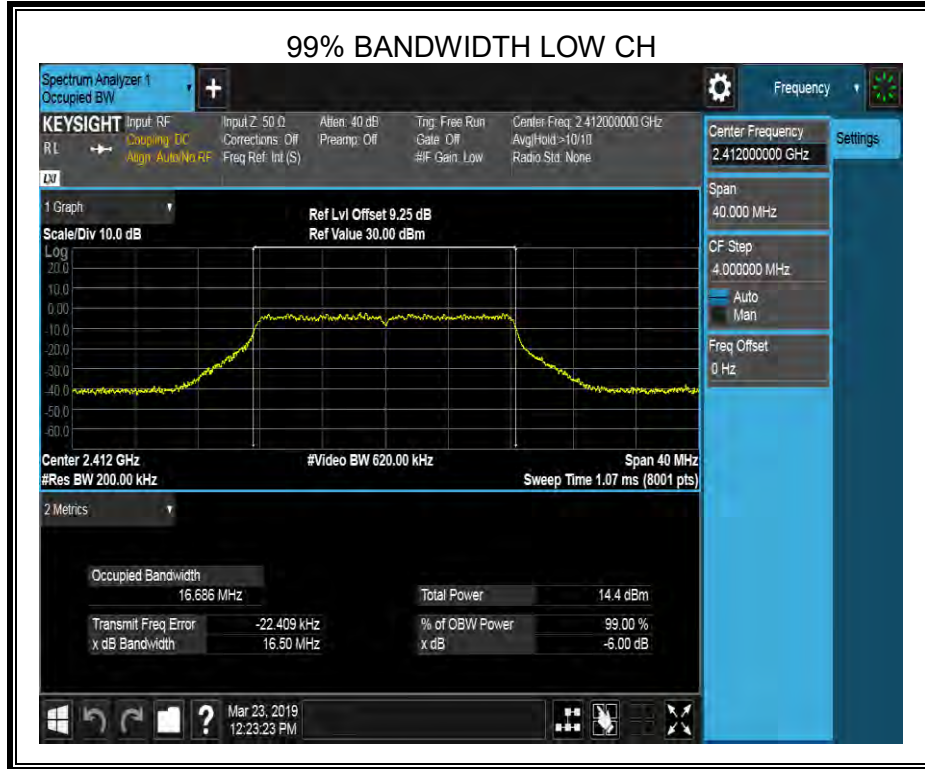 99% BANDWIDTH LOW CH
Spectrum Analyzer 1
Occupied BW
+
Frequency
KEYSIGHT
RL
LXI
Input: RF
Coupling: DC
Align: Auto/No RF
Input Z: 50 Ω
Corrections: Off
Freq Ref: Int (S)
Atten: 40 dB
Preamp: Off
Trig: Free Run
Gate: Off
#IF Gain: Low
Center Freq: 2.412000000 GHz
Avg|Hold:>10/10
Radio Std: None
Center Frequency
2.412000000 GHz
Settings
Span
40.000 MHz
CF Step
4.000000 MHz
Auto
Man
Freq Offset
0 Hz
1 Graph
Scale/Div 10.0 dB
Ref Lvl Offset 9.25 dB
Ref Value 30.00 dBm
Log
20.0
10.0
0.00
-10.0
-20.0
-30.0
-40.0
-50.0
-60.0
Center 2.412 GHz
#Res BW 200.00 kHz
#Video BW 620.00 kHz
Span 40 MHz
Sweep Time 1.07 ms (8001 pts)
2 Metrics
Occupied Bandwidth
16.686 MHz
Total Power 14.4 dBm
Transmit Freq Error -22.409 kHz
% of OBW Power 99.00 %
x dB Bandwidth 16.50 MHz
x dB -6.00 dB
?
Mar 23, 2019
12:23:23 PM